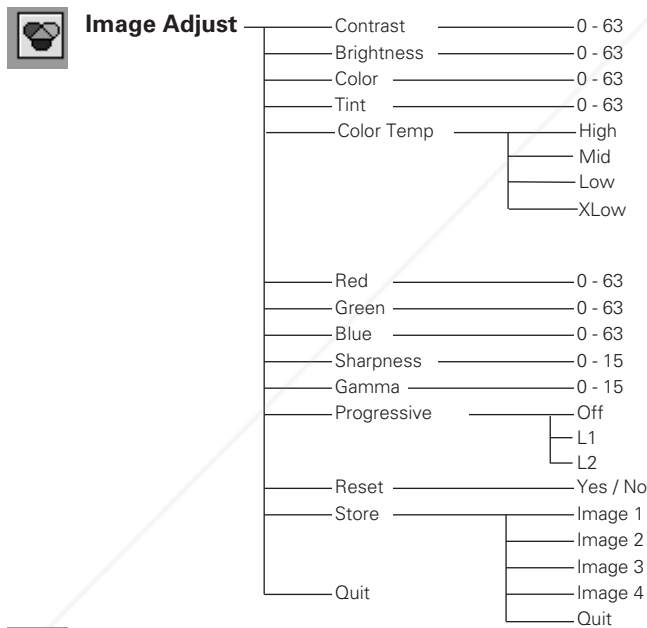 Image Adjust Contrast 0 - 63
Brightness 0 - 63
Color 0 - 63
Tint 0 - 63
Color Temp High
Mid
Low
XLow
Red 0 - 63
Green 0 - 63
Blue 0 - 63
Sharpness 0 - 15
Gamma 0 - 15
Progressive Off
L1
L2
Reset Yes / No
Store Image 1
Image 2
Image 3
Quit Image 4
Quit